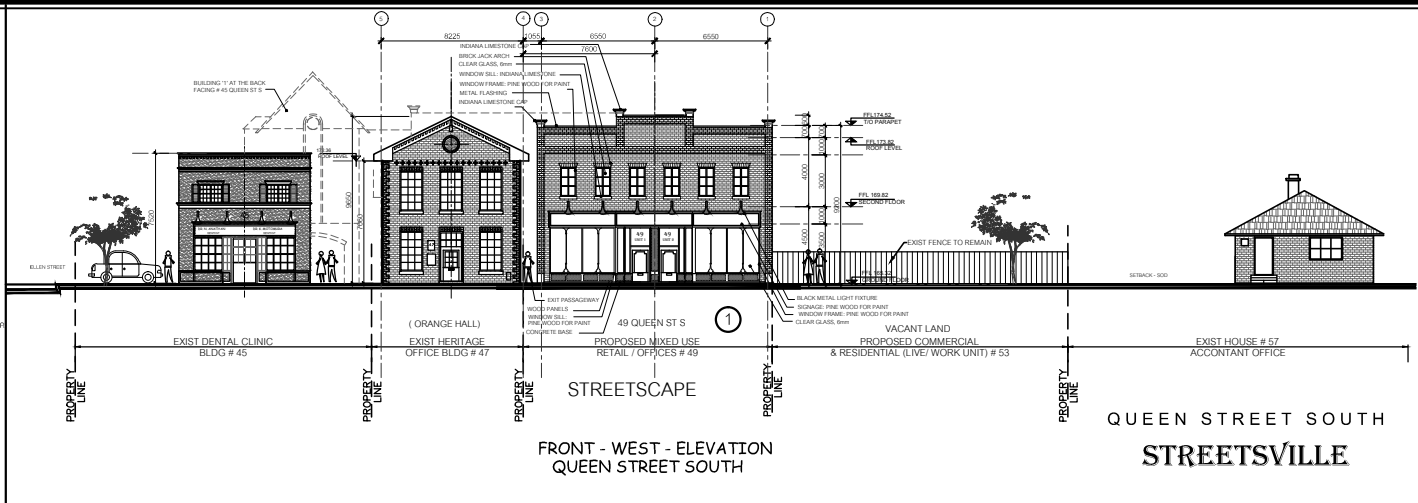 5
4
3
2
1
8225
1055
6550
6550
7600
INDIANA LIMESTONE CAP
BRICK JACK ARCH
CLEAR GLASS, 6mm
WINDOW SILL: INDIANA LIMESTONE
WINDOW FRAME: PINE WOOD FOR PAINT
METAL FLASHING
INDIANA LIMESTONE CAP
BUILDING '1' AT THE BACK
FACING # 45 QUEEN ST S
ROOF LEVEL
7520
FFL174.52
T/O PARAPET
FFL173.82
ROOF LEVEL
4000
3000
9900
FFL 169.82
SECOND FLOOR
4500
EXIST FENCE TO REMAIN
GROUND FLOOR
ELLEN STREET
49
UNIT 1
49
47
SETBACK - SOD
EXIT PASSAGEWAY
WOOD PANELS
WINDOW SILL:
PINE WOOD FOR PAINT
CONCRETE BASE
BLACK METAL LIGHT FIXTURE
SIGNAGE: PINE WOOD FOR PAINT
WINDOW FRAME: PINE WOOD FOR PAINT
CLEAR GLASS, 6mm
( ORANGE HALL)
49 QUEEN ST S
1
VACANT LAND
EXIST DENTAL CLINIC
BLDG # 45
EXIST HERITAGE
OFFICE BLDG # 47
PROPOSED MIXED USE
RETAIL / OFFICES # 49
PROPOSED COMMERCIAL
& RESIDENTIAL (LIVE/ WORK UNIT) # 53
EXIST HOUSE # 57
ACCONTANT OFFICE
PROPERTY
LINE
PROPERTY
LINE
PROPERTY
LINE
PROPERTY
LINE
PROPERTY
LINE
STREETSCAPE
FRONT - WEST - ELEVATION
QUEEN STREET SOUTH
QUEEN STREET SOUTH
STREETSVILLE